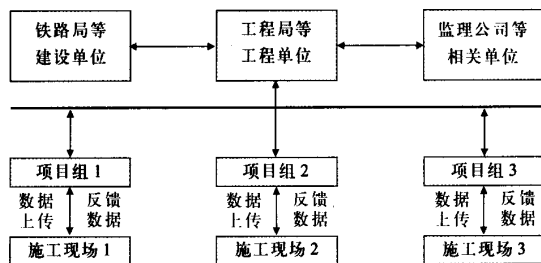 铁路局等
建设单位
工程局等
工程单位
监理公司等
相关单位
项目组 1
项目组 2
项目组 3
数据
上传
反馈
数据
数据
上传
反馈
数据
数据
上传
反馈
数据
施工现场 1
施工现场 2
施工现场 3